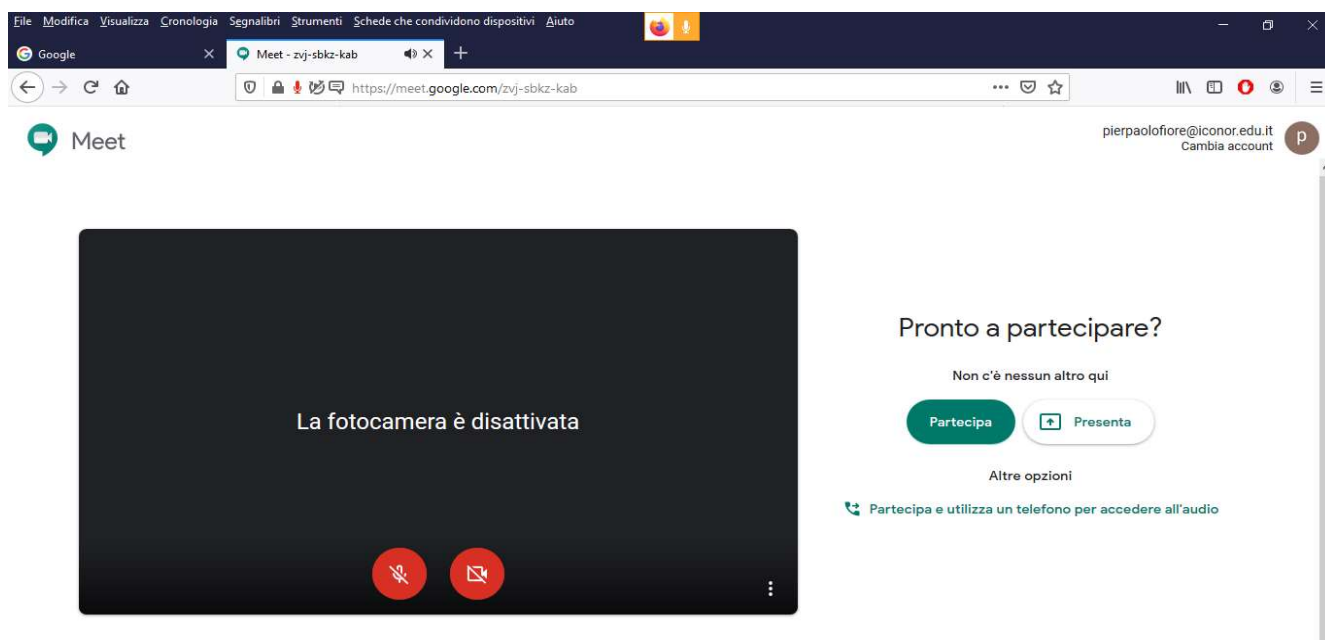 File Modifica Visualizza Cronologia Segnalibri Strumenti Schede che condividono dispositivi Aiuto
Google
Meet - zvj-sbkz-kab
https://meet.google.com/zvj-sbkz-kab
Meet
pierpaolofiore@iconor.edu.it
Cambia account
p
La fotocamera è disattivata
Pronto a partecipare?
Non c'è nessun altro qui
Partecipa
Presenta
Altre opzioni
Partecipa e utilizza un telefono per accedere all'audio